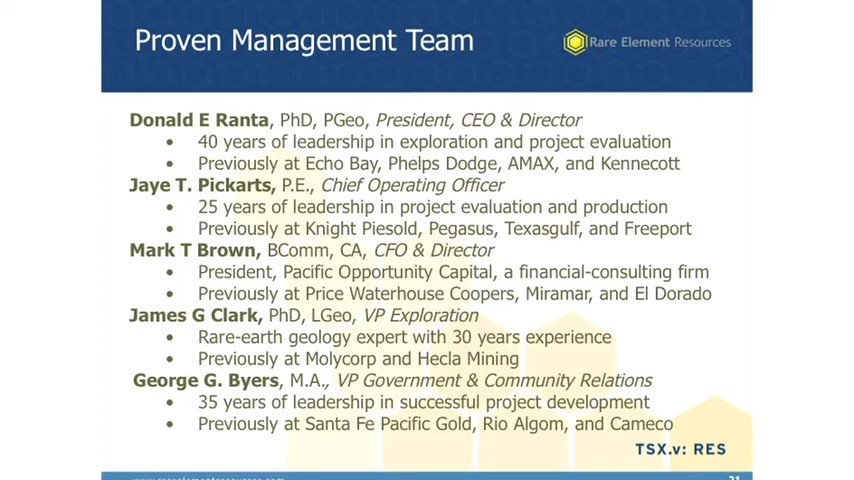 Proven Management Team
Rare Element Resources
Donald E Ranta, PhD, PGeo, President, CEO & Director
• 40 years of leadership in exploration and project evaluation
• Previously at Echo Bay, Phelps Dodge, AMAX, and Kennecott
Jaye T. Pickarts, P.E., Chief Operating Officer
• 25 years of leadership in project evaluation and production
• Previously at Knight Piesold, Pegasus, Texasgulf, and Freeport
Mark T Brown, BComm, CA, CFO & Director
• President, Pacific Opportunity Capital, a financial-consulting firm
• Previously at Price Waterhouse Coopers, Miramar, and El Dorado
James G Clark, PhD, LGeo, VP Exploration
• Rare-earth geology expert with 30 years experience
• Previously at Molycorp and Hecla Mining
George G. Byers, M.A., VP Government & Community Relations
• 35 years of leadership in successful project development
• Previously at Santa Fe Pacific Gold, Rio Algom, and Cameco
TSX.v: RES
www.rareelementresources.com
21